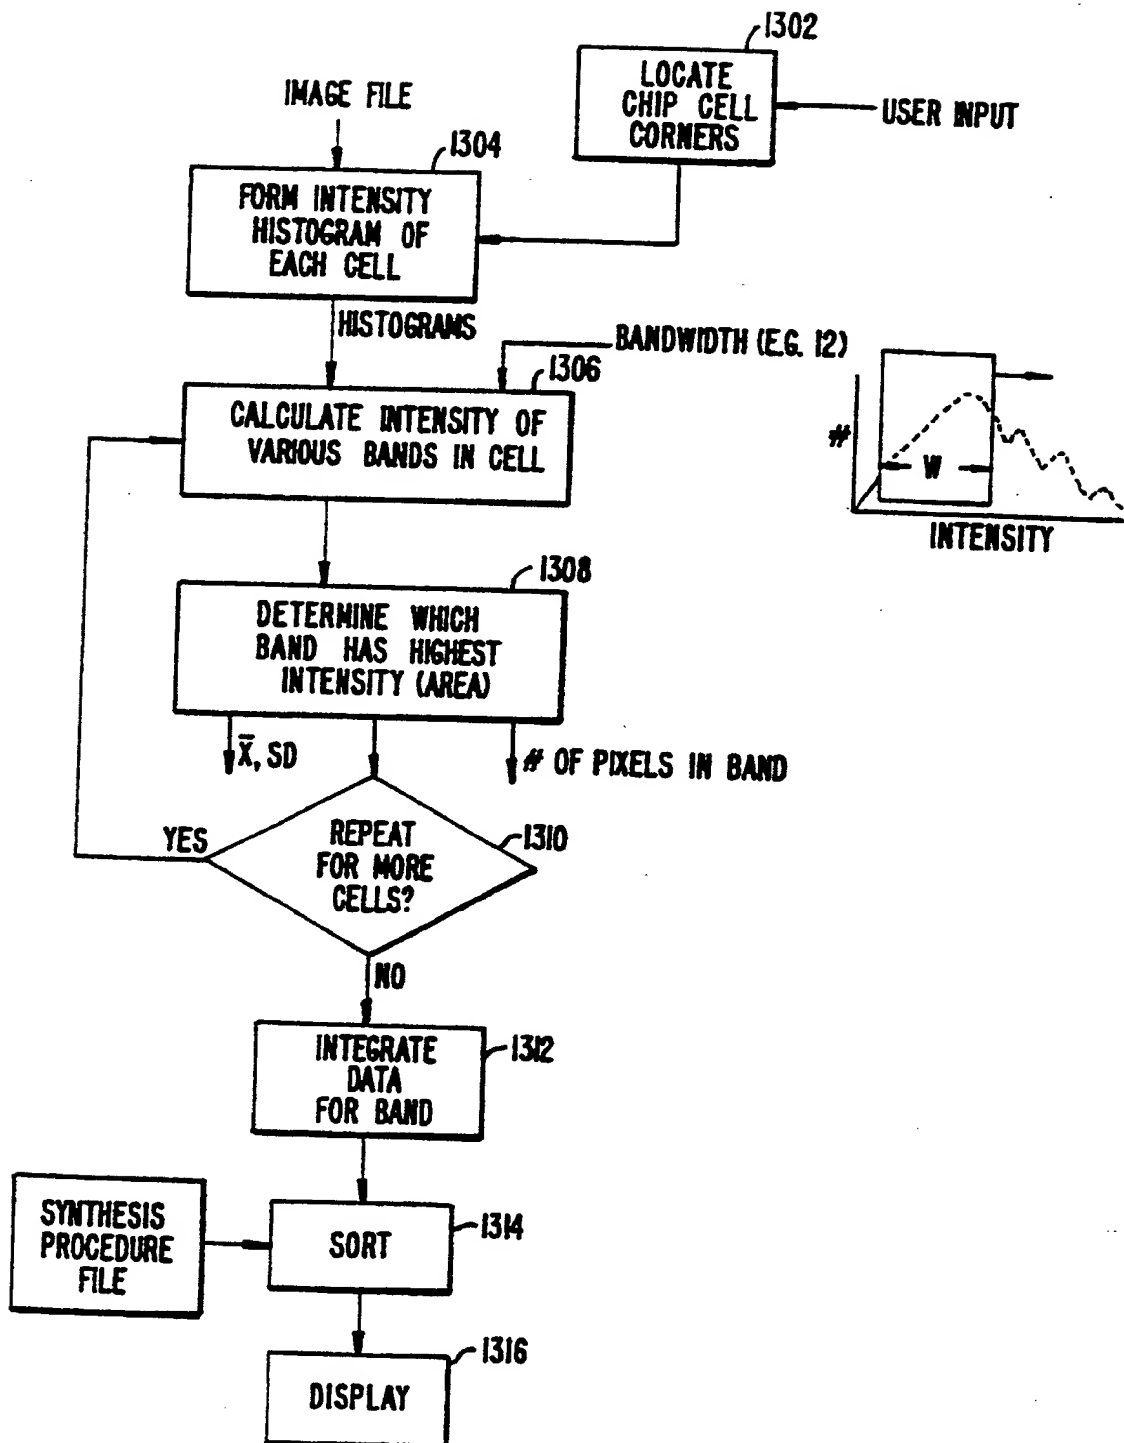 1302
LOCATE
CHIP CELL
CORNERS
USER INPUT
IMAGE FILE
1304
FORM INTENSITY
HISTOGRAM OF
EACH CELL
HISTOGRAMS
BANDWIDTH (E.G. 12)
1306
CALCULATE INTENSITY OF
VARIOUS BANDS IN CELL
#
W
INTENSITY
1308
DETERMINE WHICH
BAND HAS HIGHEST
INTENSITY (AREA)
X̄, SD
# OF PIXELS IN BAND
YES
REPEAT
FOR MORE
CELLS?
1310
NO
INTEGRATE
DATA
FOR BAND
1312
SYNTHESIS
PROCEDURE
FILE
SORT
1314
DISPLAY
1316